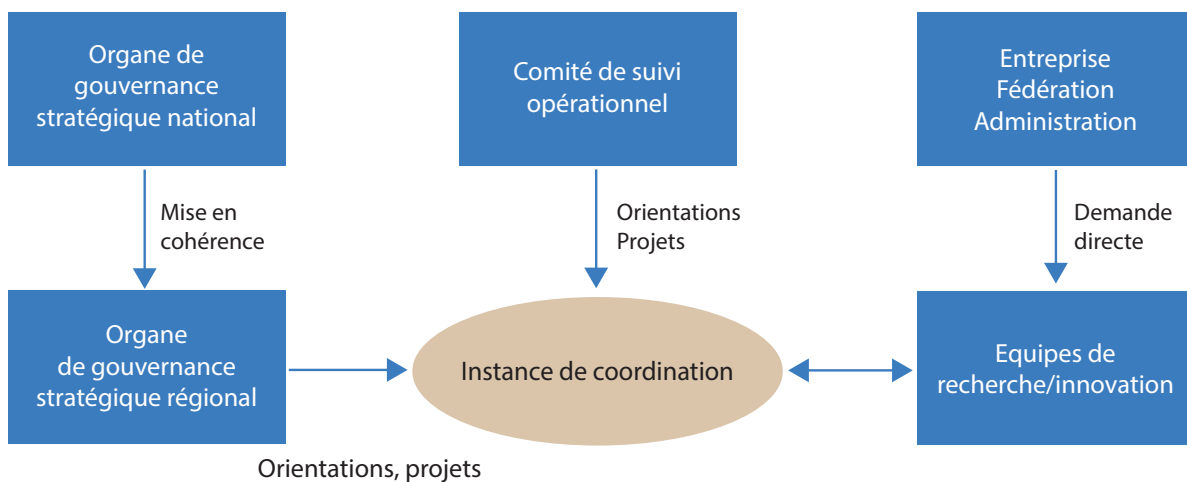 Organe de
gouvernance
stratégique national
Comité de suivi
opérationnel
Entreprise
Fédération
Administration
Mise en
cohérence
Orientations
Projets
Demande
directe
Organe
de gouvernance
stratégique régional
Instance de coordination
Equipes de
recherche/innovation
Orientations, projets